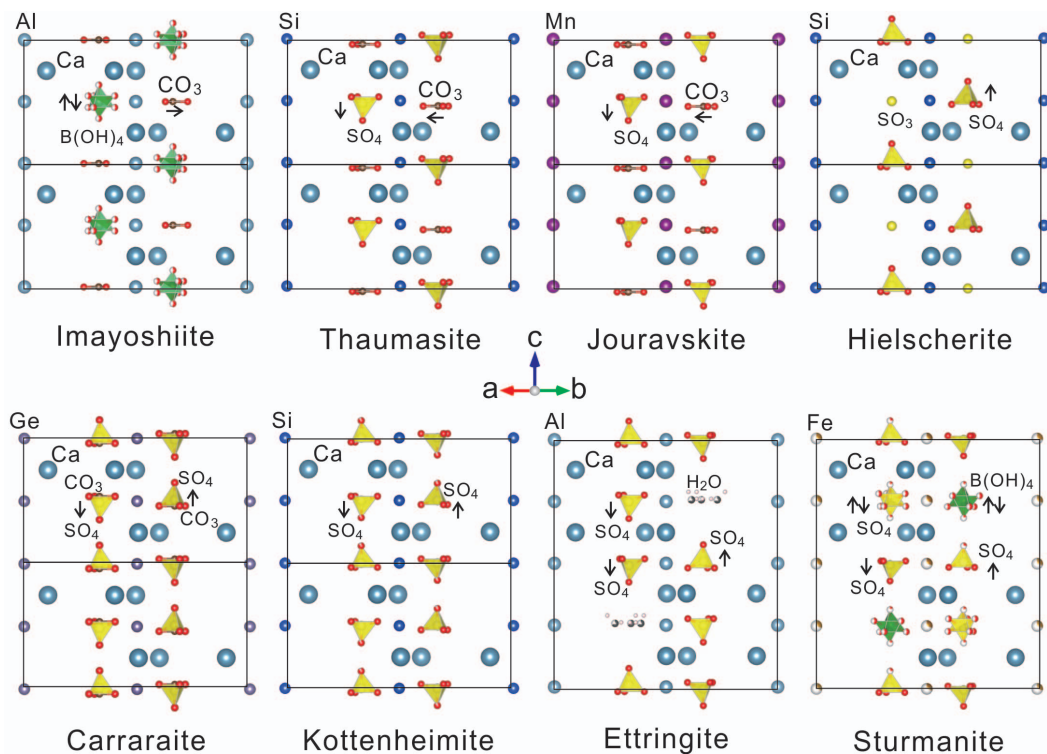 Al
Ca
CO3
B(OH)4
Imayoshiite
Si
Ca
CO3
SO4
Thaumasite
Mn
Ca
CO3
SO4
Jouravskite
Si
Ca
SO3
SO4
Hielscherite
c
a
b
Ge
Ca
CO3
SO4
SO4
CO3
Carraraite
Si
Ca
SO4
SO4
Kottenheimite
Al
Ca
H2O
SO4
SO4
SO4
Ettringite
Fe
Ca
B(OH)4
SO4
SO4
SO4
Sturmanite